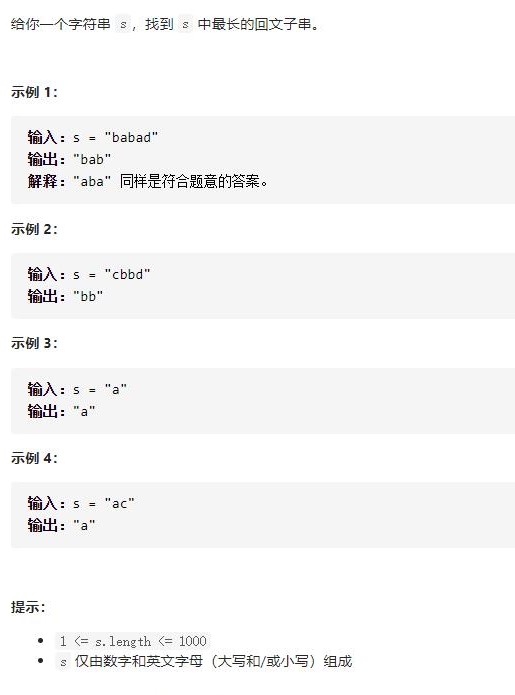 给你一个字符串 s，找到 s 中最长的回文子串。
示例 1：
输入：s = "babad"
输出："bab"
解释："aba" 同样是符合题意的答案。
示例 2：
输入：s = "cbbd"
输出："bb"
示例 3：
输入：s = "a"
输出："a"
示例 4：
输入：s = "ac"
输出："a"
提示：
• 1 <= s.length <= 1000
• s 仅由数字和英文字母（大写和/或小写）组成